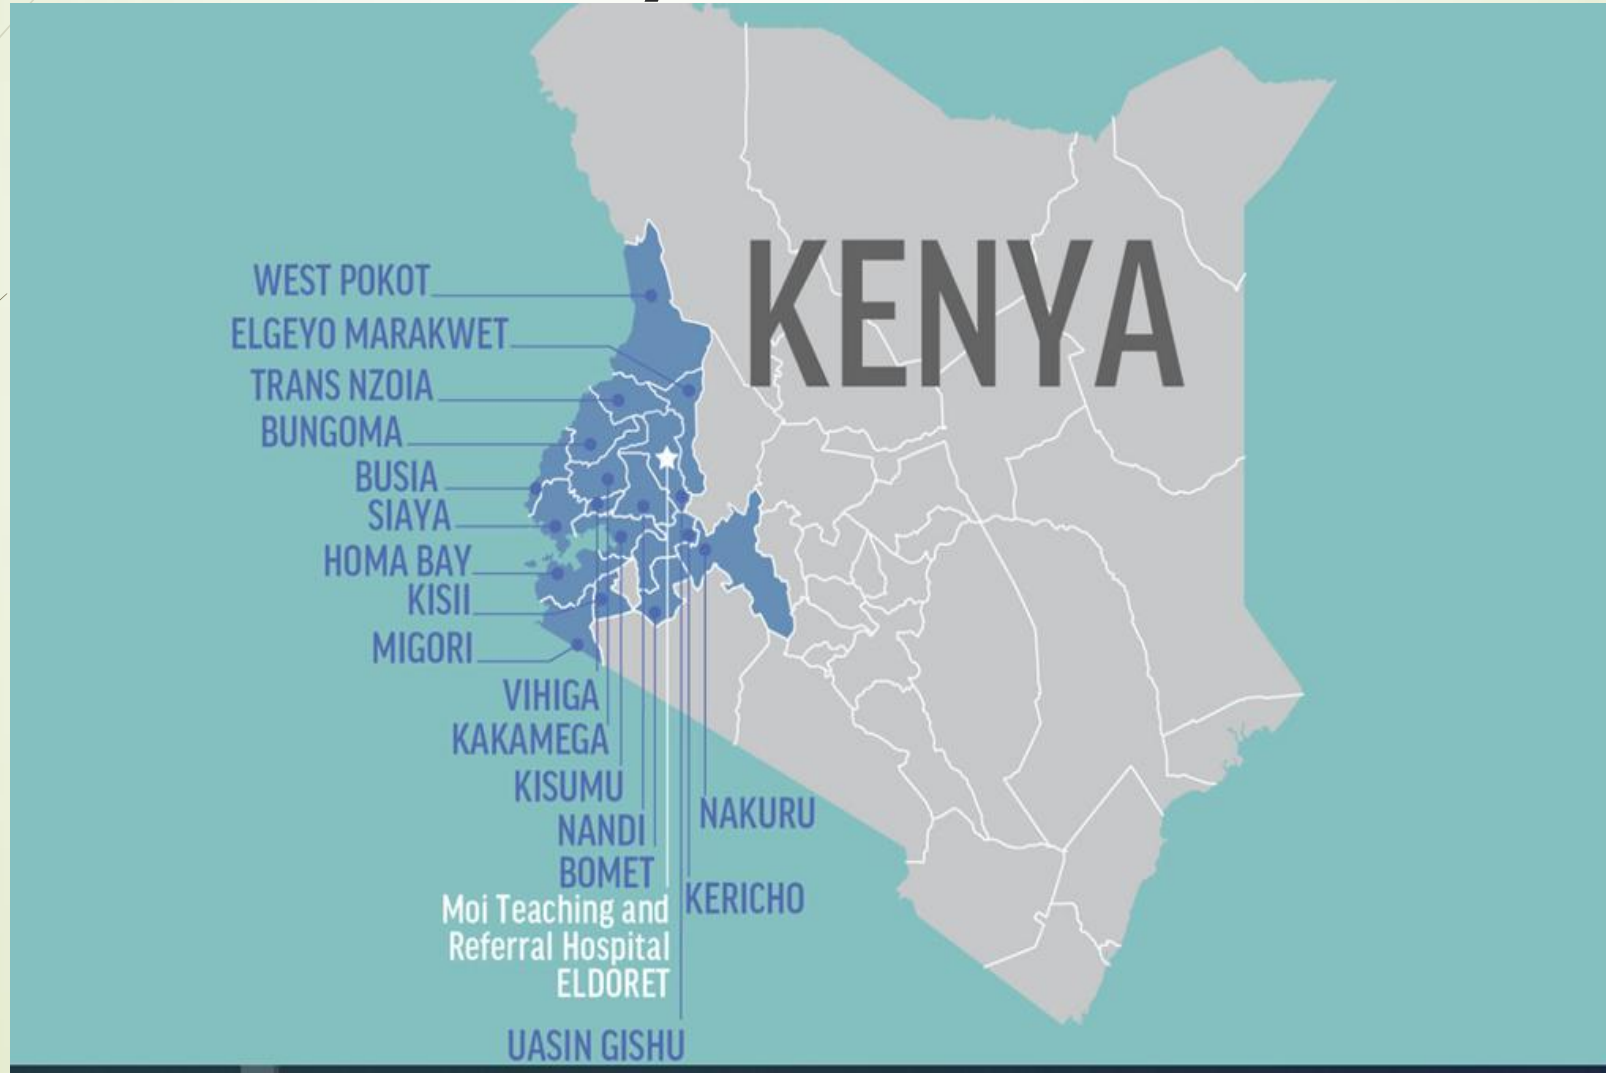 KENYA
WEST POKOT
ELGEYO MARAKWET
TRANS NZOIA
BUNGOMA
BUSIA
SIAYA
HOMA BAY
KISII
MIGORI
VIHIGA
KAKAMEGA
KISUMU
NAKURU
NANDI
BOMET
KERICHO
Moi Teaching and
Referral Hospital
ELDORET
UASIN GISHU